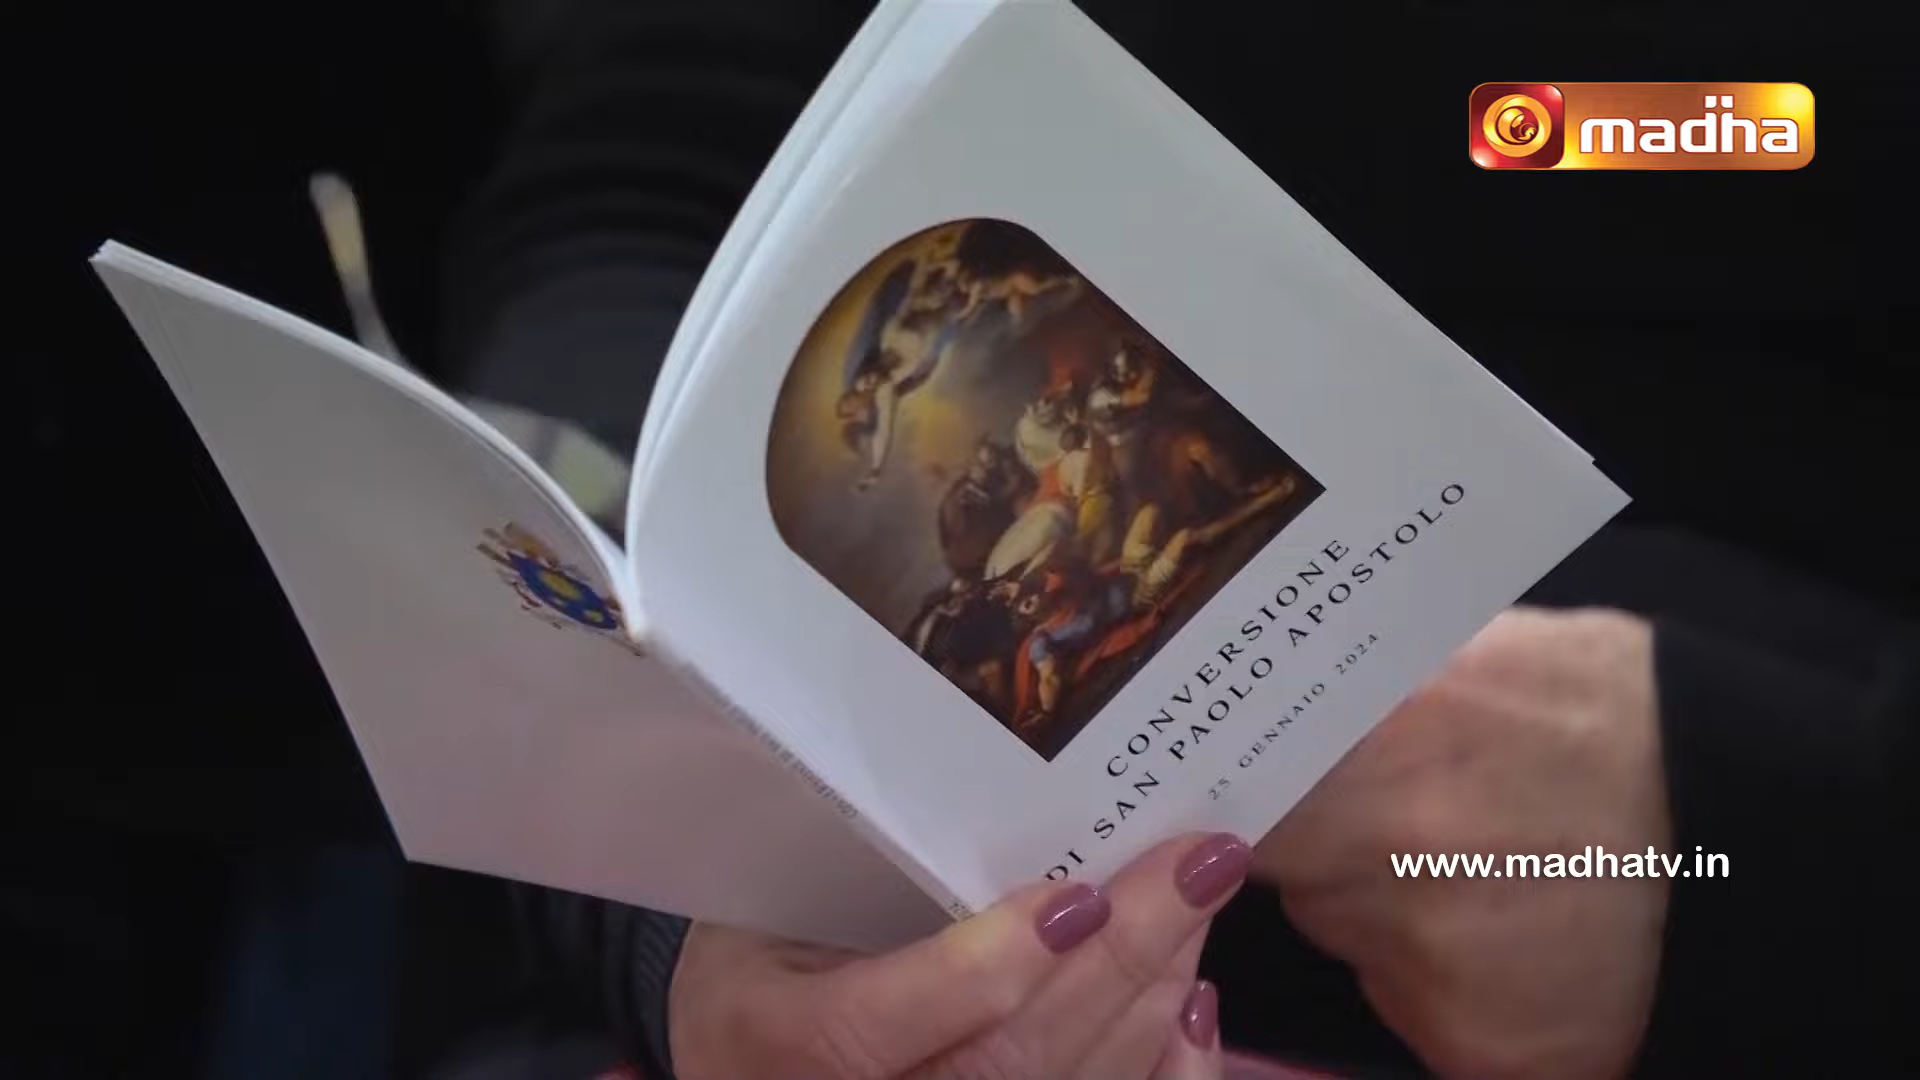 madha
CONVERSIONE
DI SAN PAOLO APOSTOLO
25 GENNAIO 2024
www.madhatv.in